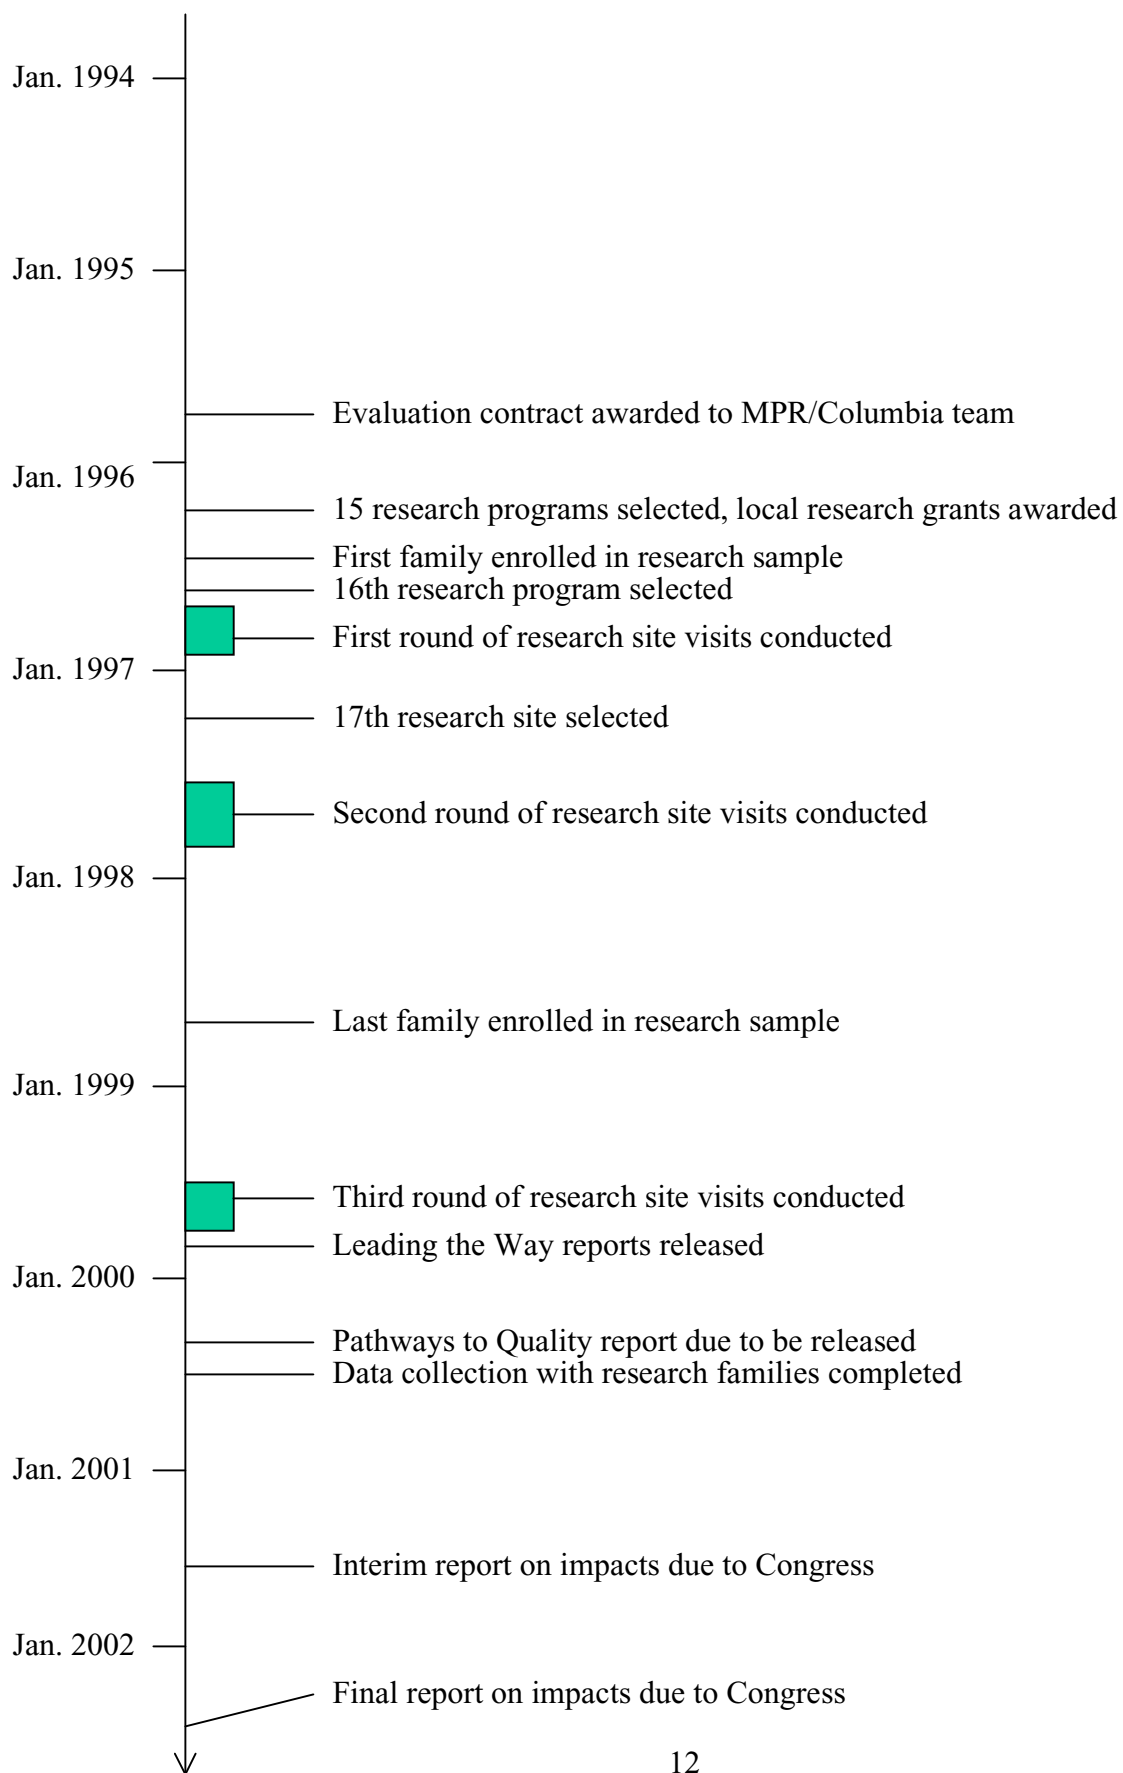 Jan. 1994
Jan. 1995
Evaluation contract awarded to MPR/Columbia team
Jan. 1996
15 research programs selected, local research grants awarded
First family enrolled in research sample
16th research program selected
First round of research site visits conducted
Jan. 1997
17th research site selected
Second round of research site visits conducted
Jan. 1998
Last family enrolled in research sample
Jan. 1999
Third round of research site visits conducted
Leading the Way reports released
Jan. 2000
Pathways to Quality report due to be released
Data collection with research families completed
Jan. 2001
Interim report on impacts due to Congress
Jan. 2002
Final report on impacts due to Congress
12